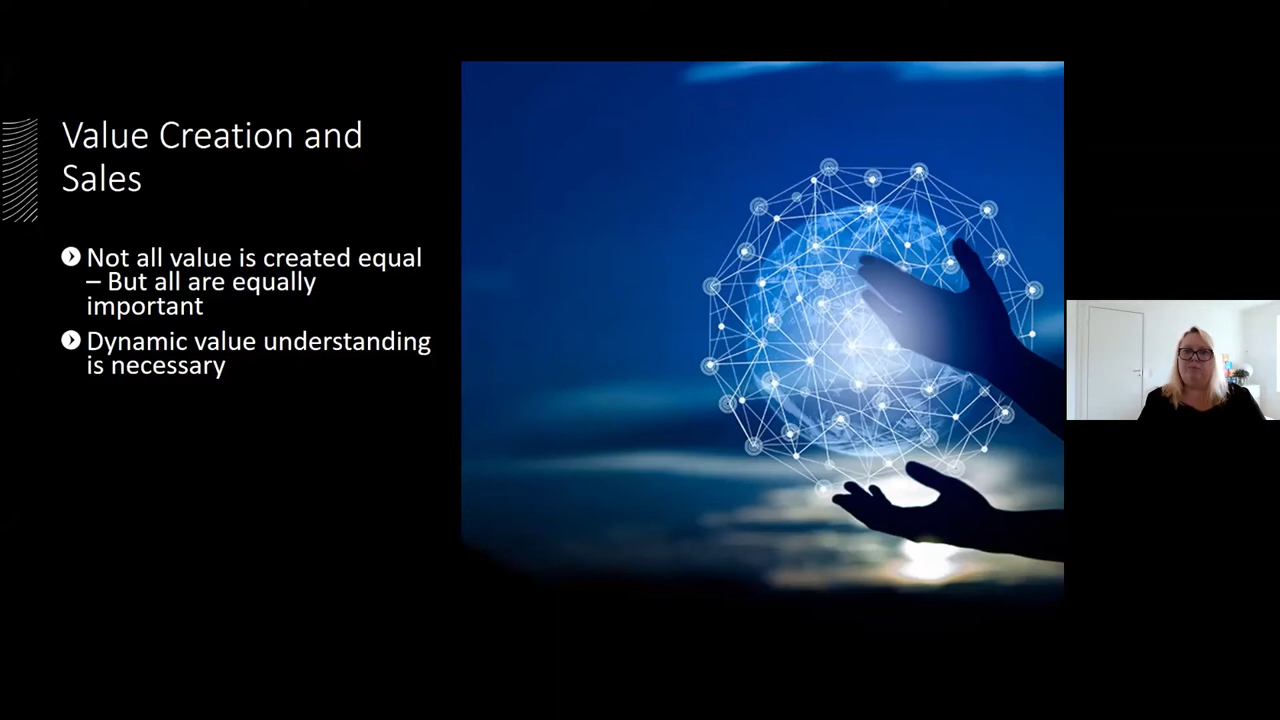 Value Creation and
Sales
Not all value is created equal
– But all are equally
important
Dynamic value understanding
is necessary